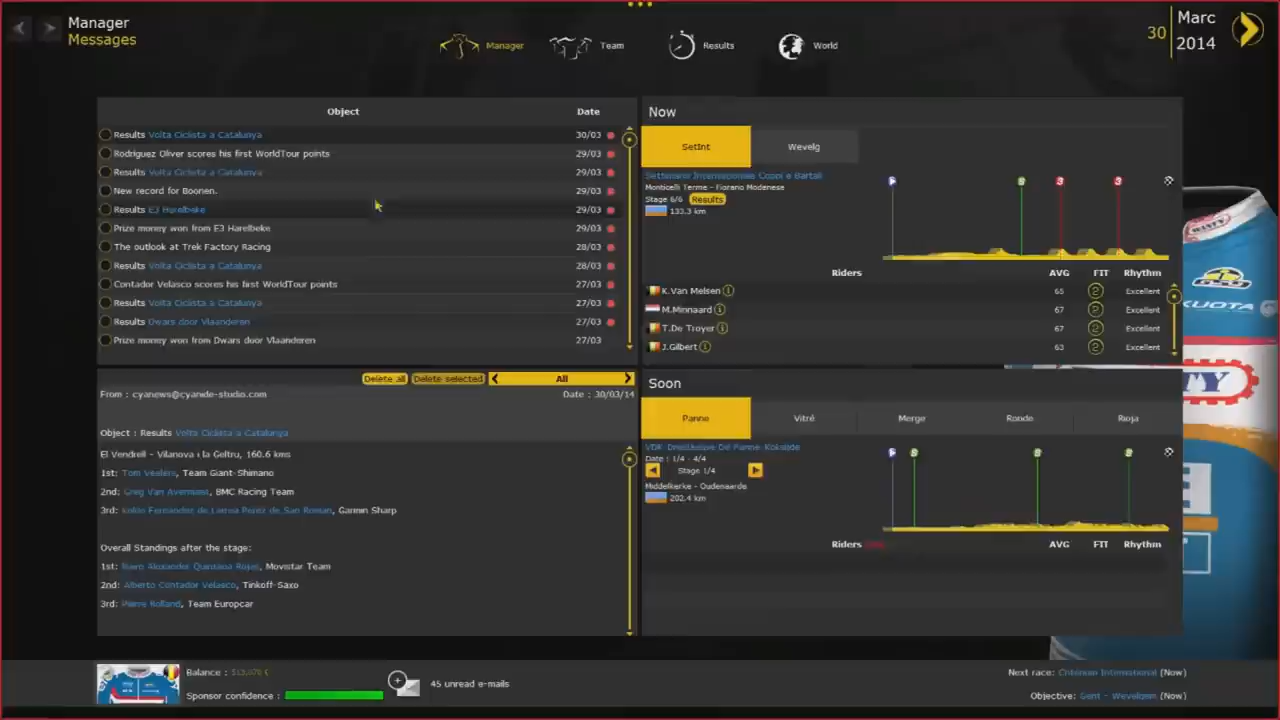 Manager
Messages
Manager
Team
Results
World
30
Marc
2014
Object Date
Results Volta Ciclista a Catalunya 30/03
Rodriguez Oliver scores his first WorldTour points 29/03
Results Volta Ciclista a Catalunya 29/03
New record for Boonen. 29/03
Results E3 Harelbeke 29/03
Prize money won from E3 Harelbeke 29/03
The outlook at Trek Factory Racing 28/03
Results Volta Ciclista a Catalunya 28/03
Contador Velasco scores his first WorldTour points 27/03
Results Volta Ciclista a Catalunya 27/03
Results Dwars door Vlaanderen 27/03
Prize money won from Dwars door Vlaanderen 27/03
Delete all Delete selected All
From : cyanews@cyanide-studio.com Date : 30/03/14
Object : Results Volta Ciclista a Catalunya
El Vendrell - Vilanova i la Geltru, 160.6 kms
1st: Tom Veelers, Team Giant-Shimano
2nd: Greg Van Avermaet, BMC Racing Team
3rd: Koldo Fernandez de Larrea Perez de San Roman, Garmin Sharp
Overall Standings after the stage:
1st: Nairo Alexander Quintana Rojas, Movistar Team
2nd: Alberto Contador Velasco, Tinkoff-Saxo
3rd: Pierre Rolland, Team Europcar
Now
SetInt Wevelg
Settimana Internazionale Coppi e Bartali
Monticelli Terme - Fiorano Modenese
Stage 6/6 Results
133.3 km
S 3 3
Riders AVG FIT Rhythm
K.Van Melsen 65 2 Excellent
M.Minnaard 67 2 Excellent
T.De Troyer 67 2 Excellent
J.Gilbert 63 2 Excellent
Soon
Panne Vitré Merge Ronde Rioja
VDK- Driedaagse De Panne- Koksijde
Date : 1/4 - 4/4
Stage 1/4
Middelkerke - Oudenaarde
202.4 km
S S S
Riders AVG FIT Rhythm
KUOTA
Balance :
Sponsor confidence :
45 unread e-mails
Next race: Criterium International (Now)
Objective: Gent - Wevelgem (Now)